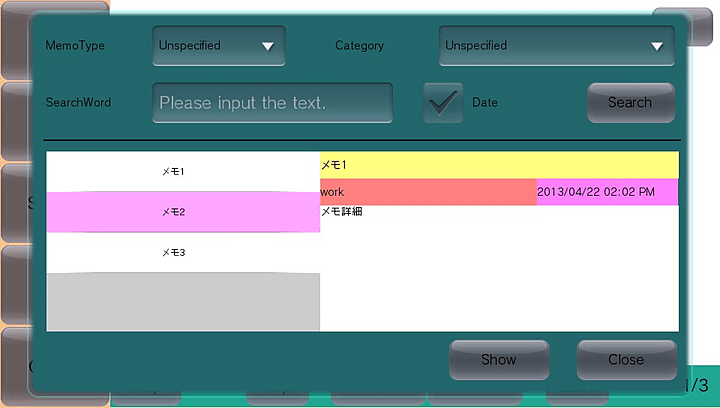 MemoType Unspecified Category Unspecified
SearchWord Please input the text. Date Search
メモ1
メモ2
メモ3
メモ1
work 2013/04/22 02:02 PM
メモ詳細
Show Close
1/3